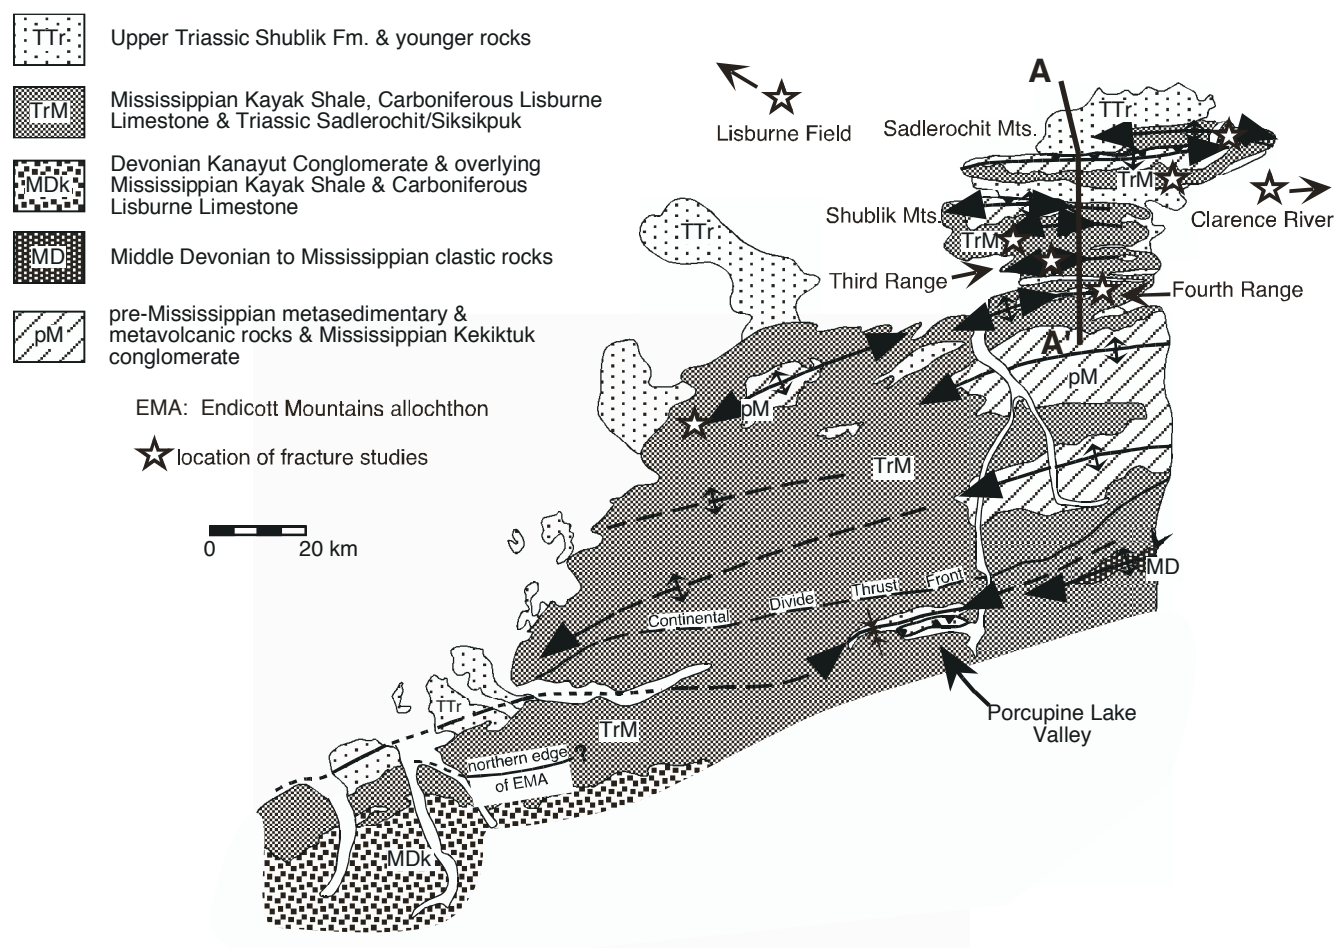 TTr
Upper Triassic Shublik Fm. & younger rocks
TrM
Mississippian Kayak Shale, Carboniferous Lisburne
Limestone & Triassic Sadlerochit/Siksikpuk
MDk
Devonian Kanayut Conglomerate & overlying
Mississippian Kayak Shale & Carboniferous
Lisburne Limestone
MD
Middle Devonian to Mississippian clastic rocks
pM
pre-Mississippian metasedimentary &
metavolcanic rocks & Mississippian Kekiktuk
conglomerate
EMA: Endicott Mountains allochthon
location of fracture studies
0 20 km
A
Lisburne Field
Sadlerochit Mts.
TTr
TrM
Clarence River
Shublik Mts.
TrM
TTr
Third Range
Fourth Range
A'
pM
?
pM
TrM
MD
Continental Divide Thrust Front
Porcupine Lake
Valley
TTr
TrM
northern edge ?
of EMA
MDk